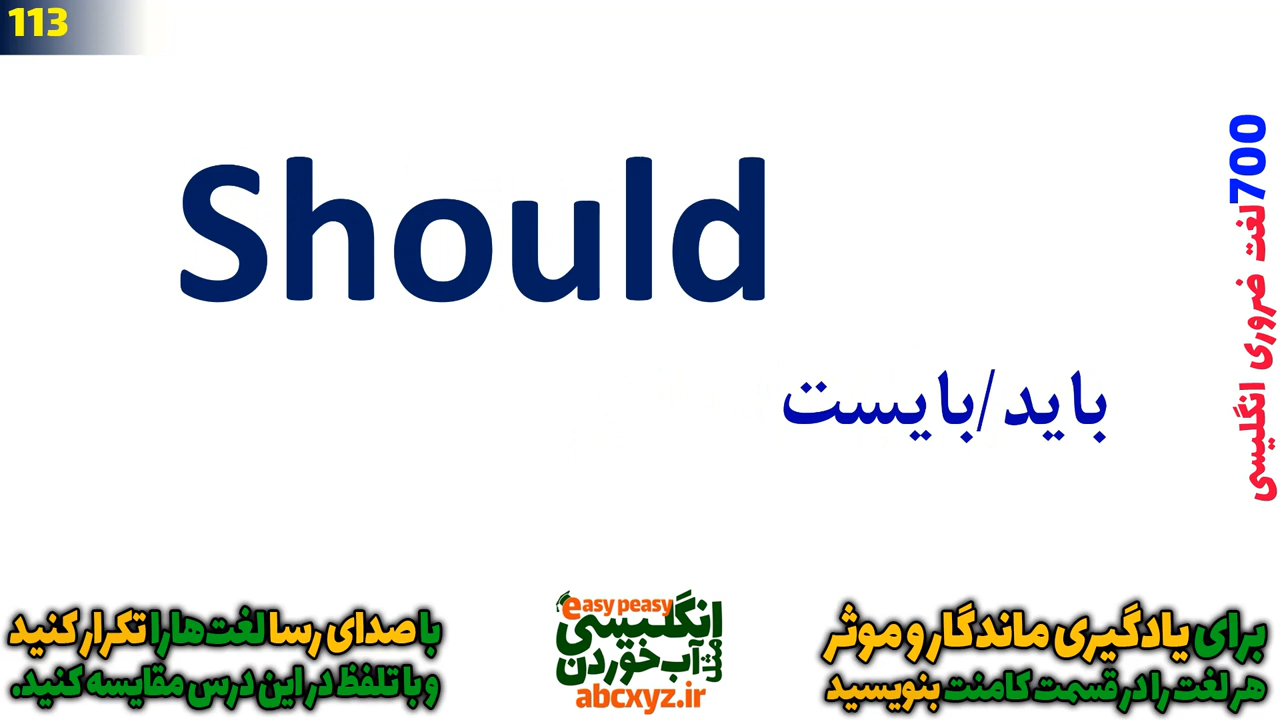 113
Should
باید/بایست
700 لغت ضروری انگلیسی
برای یادگیری ماندگار و موثر
هر لغت را در قسمت کامنت بنویسید
easy peasy
انگلیسی
مثل آب خوردن
abcxyz.ir
با صدای رسا لغت‌ها را تکرار کنید
و با تلفظ در این درس مقایسه کنید.